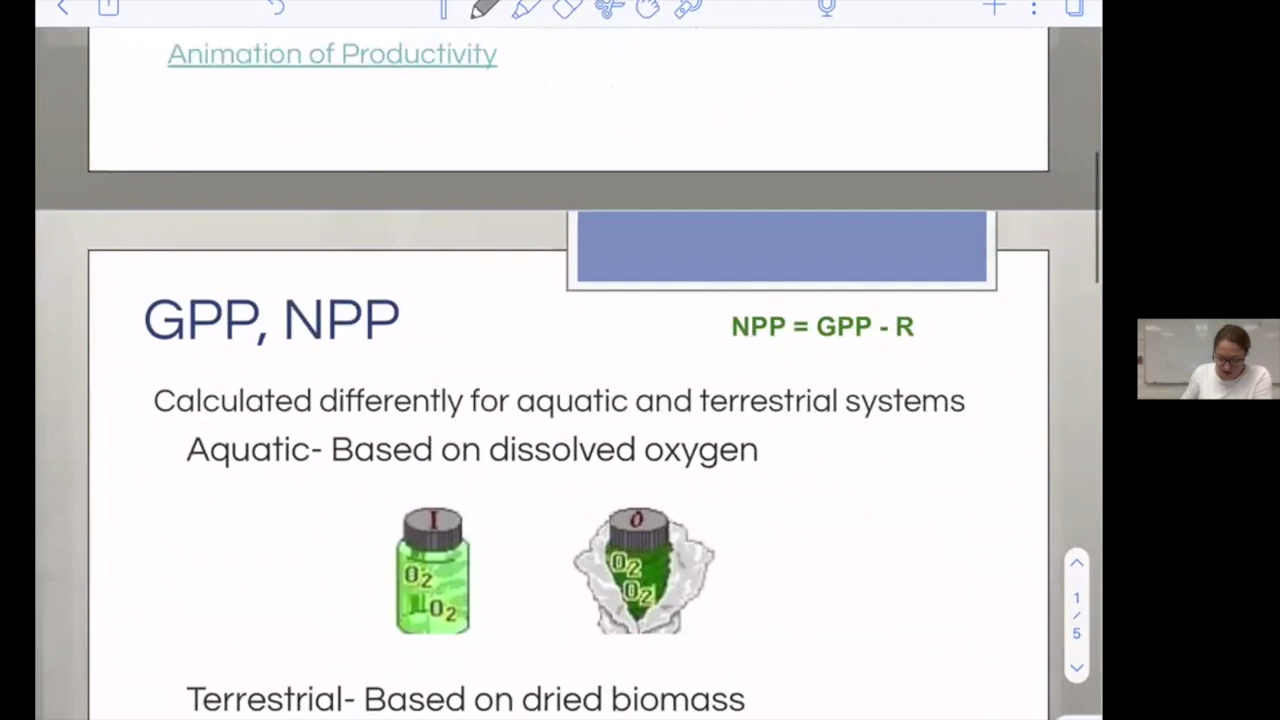 Animation of Productivity
GPP, NPP
NPP = GPP - R
Calculated differently for aquatic and terrestrial systems
Aquatic- Based on dissolved oxygen
I
O
O2
O2
O2
O2
1
/
5
Terrestrial- Based on dried biomass